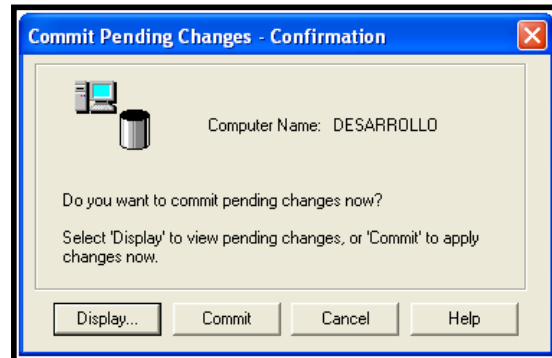 Commit Pending Changes - Confirmation
Computer Name: DESARROLLO
Do you want to commit pending changes now?
Select 'Display' to view pending changes, or 'Commit' to apply
changes now.
Display... Commit Cancel Help